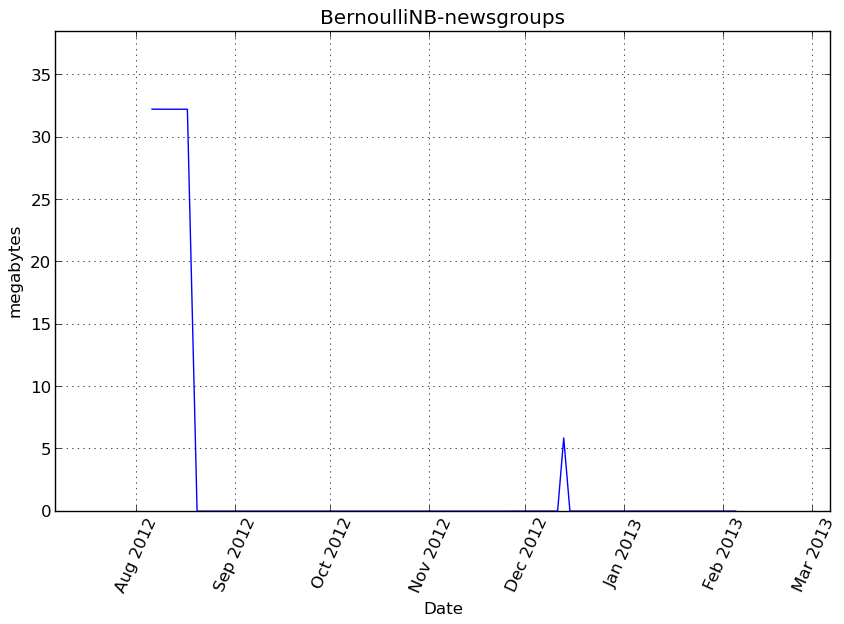 BernoulliNB-newsgroups
35
30
25
20
15
10
5
0
megabytes
Aug 2012
Sep 2012
Oct 2012
Nov 2012
Dec 2012
Jan 2013
Feb 2013
Mar 2013
Date